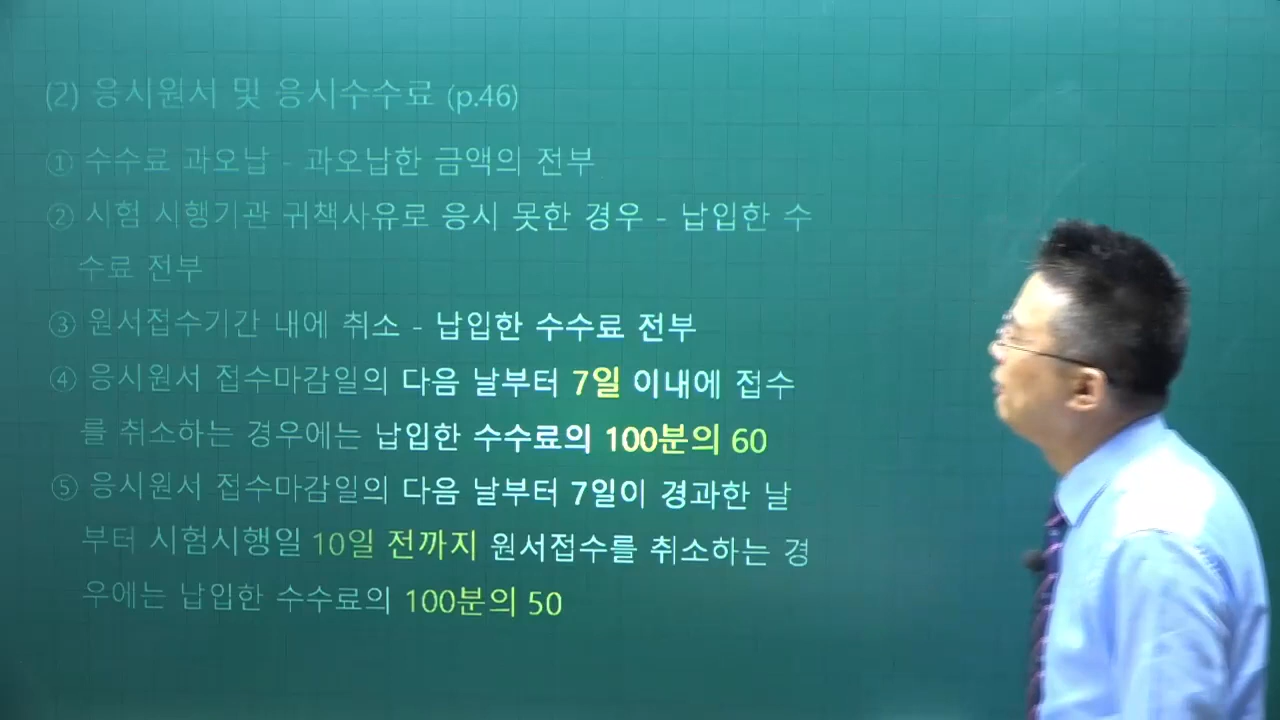 (2) 응시원서 및 응시수수료 (p.46)
① 수수료 과오납 - 과오납한 금액의 전부
② 시험 시행기관 귀책사유로 응시 못한 경우 - 납입한 수
수료 전부
③ 원서접수기간 내에 취소 - 납입한 수수료 전부
④ 응시원서 접수마감일의 다음 날부터 7일 이내에 접수
를 취소하는 경우에는 납입한 수수료의 100분의 60
⑤ 응시원서 접수마감일의 다음 날부터 7일이 경과한 날
부터 시험시행일 10일 전까지 원서접수를 취소하는 경
우에는 납입한 수수료의 100분의 50